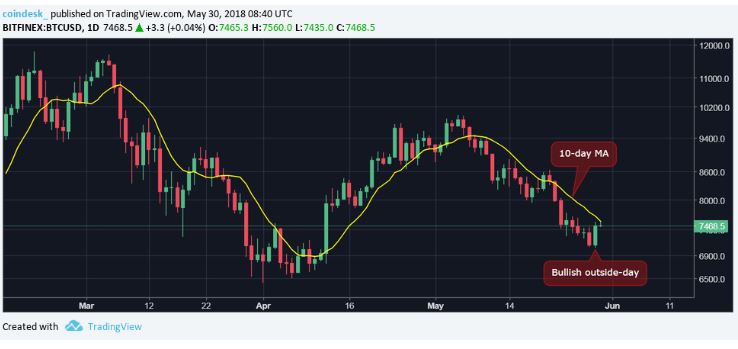 coindesk_ published on TradingView.com, May 30, 2018 08:40 UTC
BITFINEX:BTCUSD, 1D 7468.5 ▲ +3.3 (+0.04%) O:7465.3 H:7560.0 L:7435.0 C:7468.5
12000.0
11000.0
10200.0
9400.0
10-day MA
8600.0
8000.0
7468.5
Bullish outside-day
6900.0
6500.0
Mar 12 22 Apr 16 May 14 Jun 11
Created with TradingView